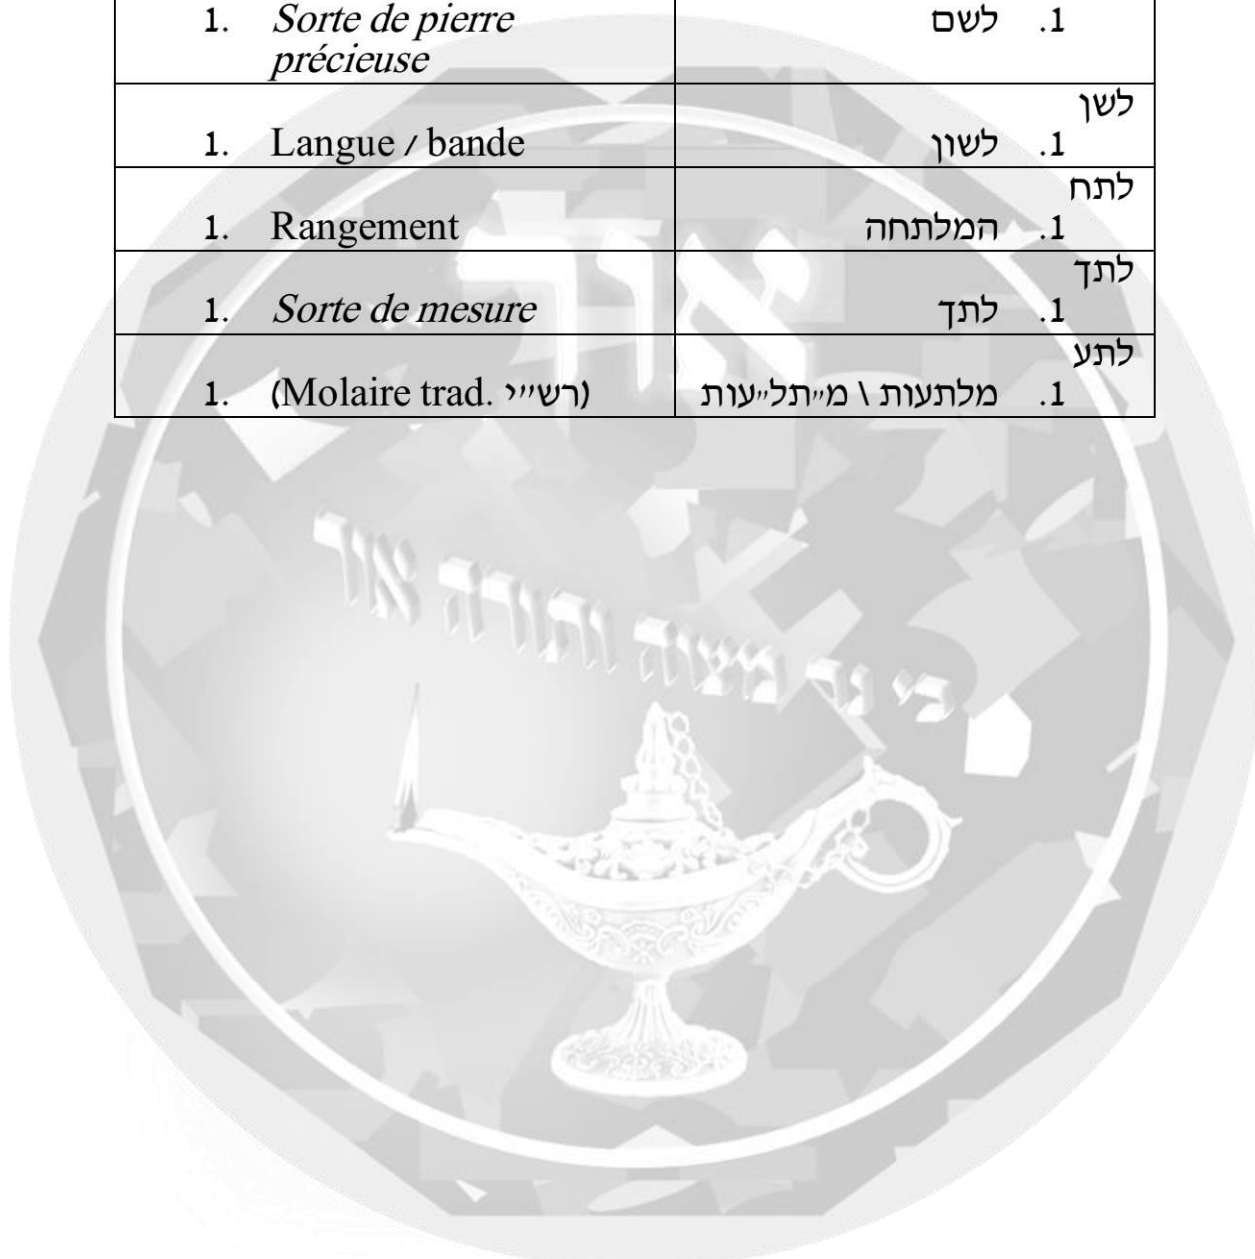 1. Sorte de pierre précieuse
1. לשם
לשן
1. Langue / bande
1. לשון
לתח
1. Rangement
1. המלתחה
לתך
1. Sorte de mesure
1. לתך
לתע
1. (Molaire trad. רש״י)
1. מלתעות \ מ״תל״עות
אור
כי נר מצוה ותורה אור